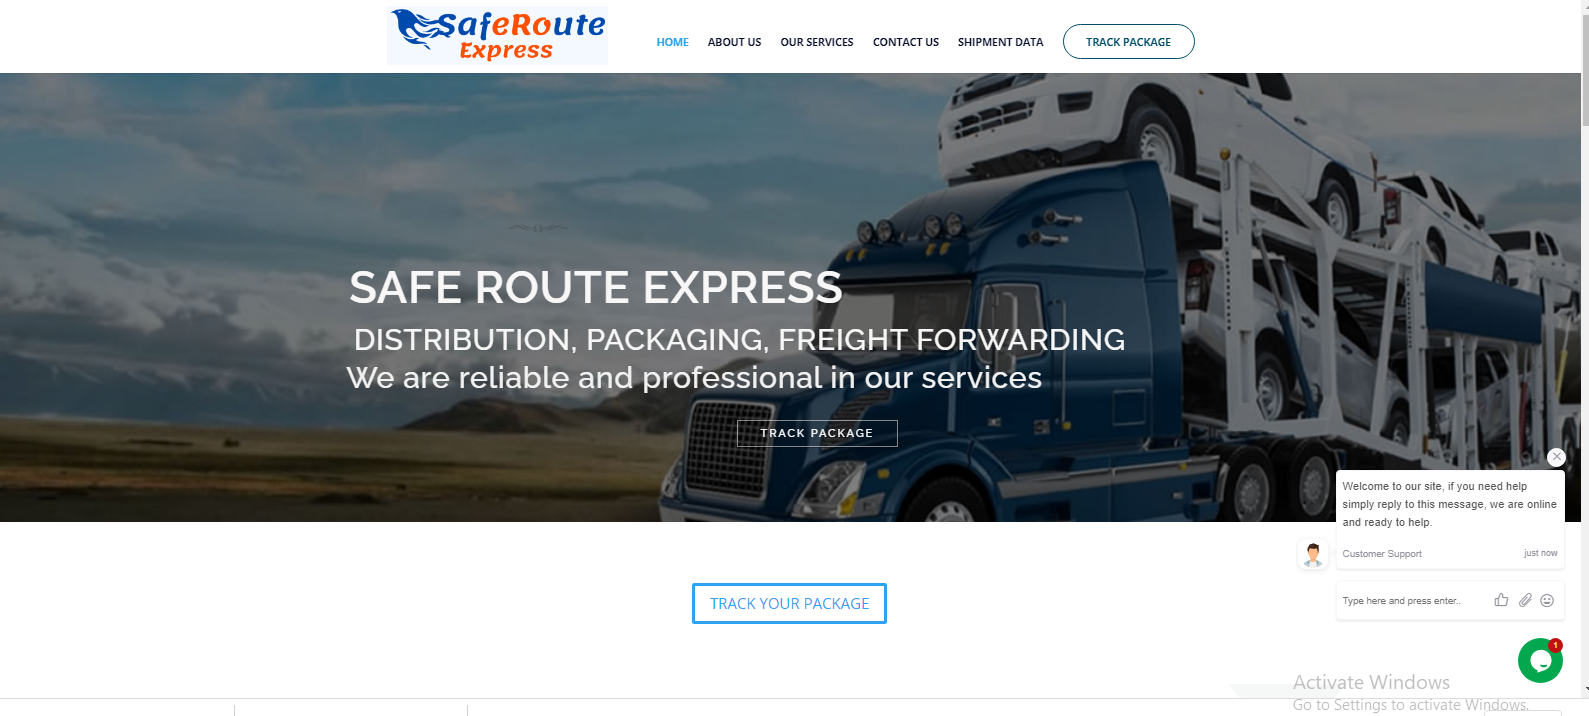 SafeRoute
Express
HOME
ABOUT US
OUR SERVICES
CONTACT US
SHIPMENT DATA
TRACK PACKAGE
SAFE ROUTE EXPRESS
DISTRIBUTION, PACKAGING, FREIGHT FORWARDING
We are reliable and professional in our services
TRACK PACKAGE
Welcome to our site, if you need help
simply reply to this message, we are online
and ready to help.
Customer Support
just now
TRACK YOUR PACKAGE
Type here and press enter..
1
Activate Windows
Go to Settings to activate Windows.